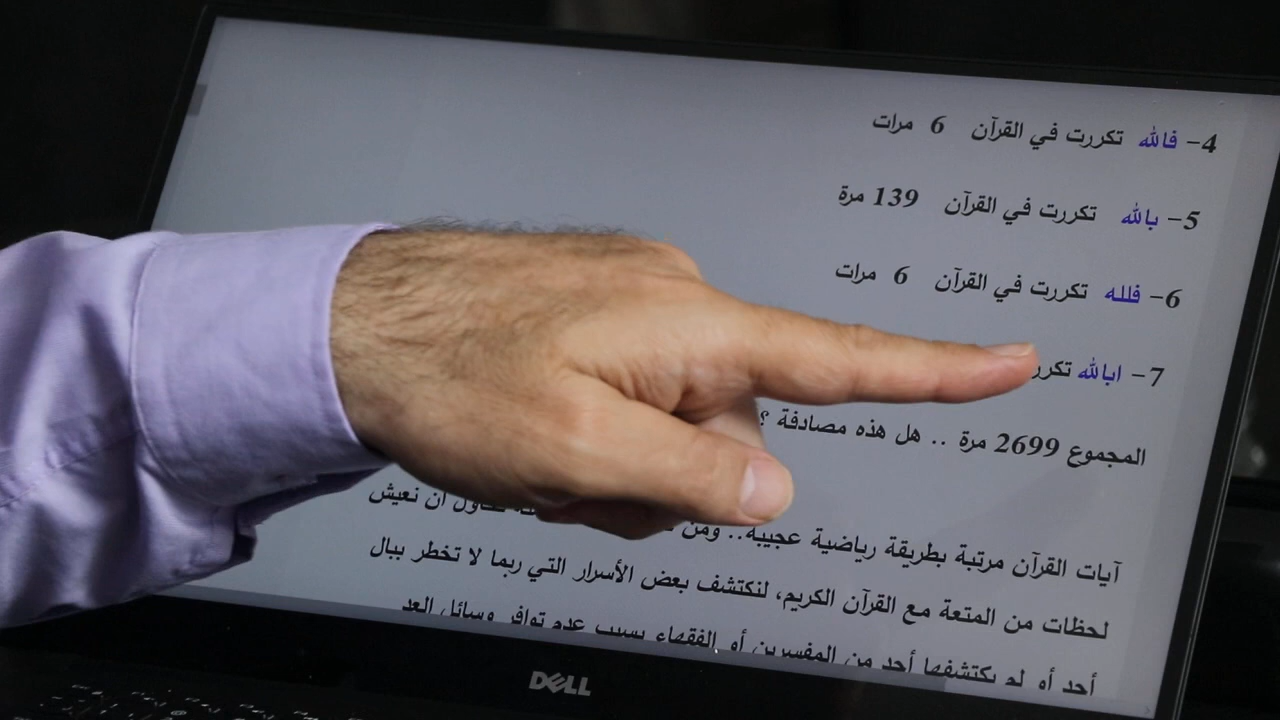 4- فالله تكررت في القرآن 6 مرات
5- بالله تكررت في القرآن 139 مرة
6- فلله تكررت في القرآن 6 مرات
7- ابالله
المجموع 2699 مرة .. هل هذه مصادفة ؟
آيات القرآن مرتبة بطريقة رياضية عجيبة.. ومن أن نعيش
لحظات من المتعة مع القرآن الكريم، لنكتشف بعض الأسرار التي ربما لا تخطر ببال
أحد أو لم يكتشفها أحد من المفسرين أو الفقهاء بسبب عدم توافر وسائل العد
DELL